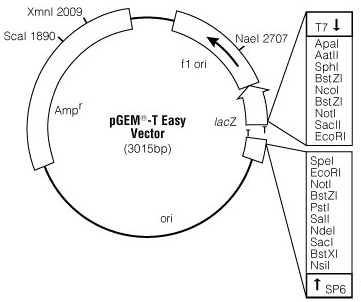 XmnI 2009
ScaI 1890
NaeI 2707
f1 ori
Ampʳ
pGEM®-T Easy
Vector
(3015bp)
lacZ
ori
T7 ↓
ApaI
AatII
SphI
BstZI
NcoI
BstZI
NotI
SacII
EcoRI
SpeI
EcoRI
NotI
BstZI
PstI
SalI
NdeI
SacI
BstXI
NsiI
↑ SP6